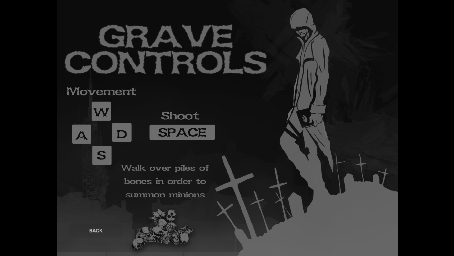 GRAVE
CONTROLS
Movement
W
A D
S
Shoot
SPACE
Walk over piles of
bones in order to
summon minions
BACK